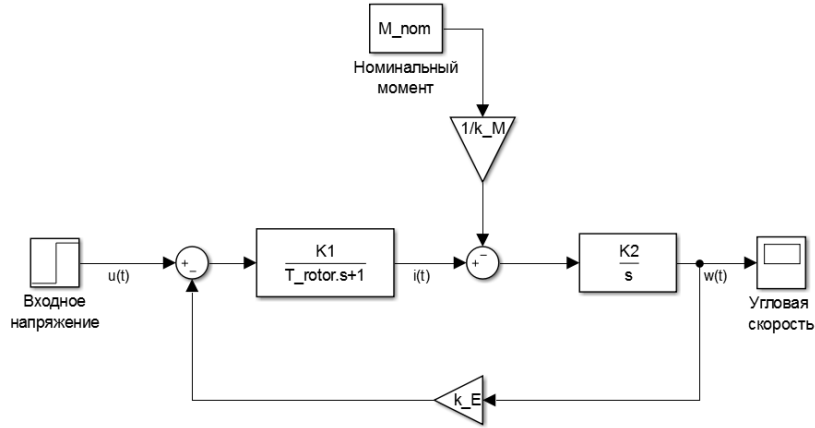 M_nom
Номинальный
момент
1/k_M
+
−
K1
T_rotor.s+1
+
−
K2
s
u(t)
i(t)
w(t)
Входное
напряжение
Угловая
скорость
k_E